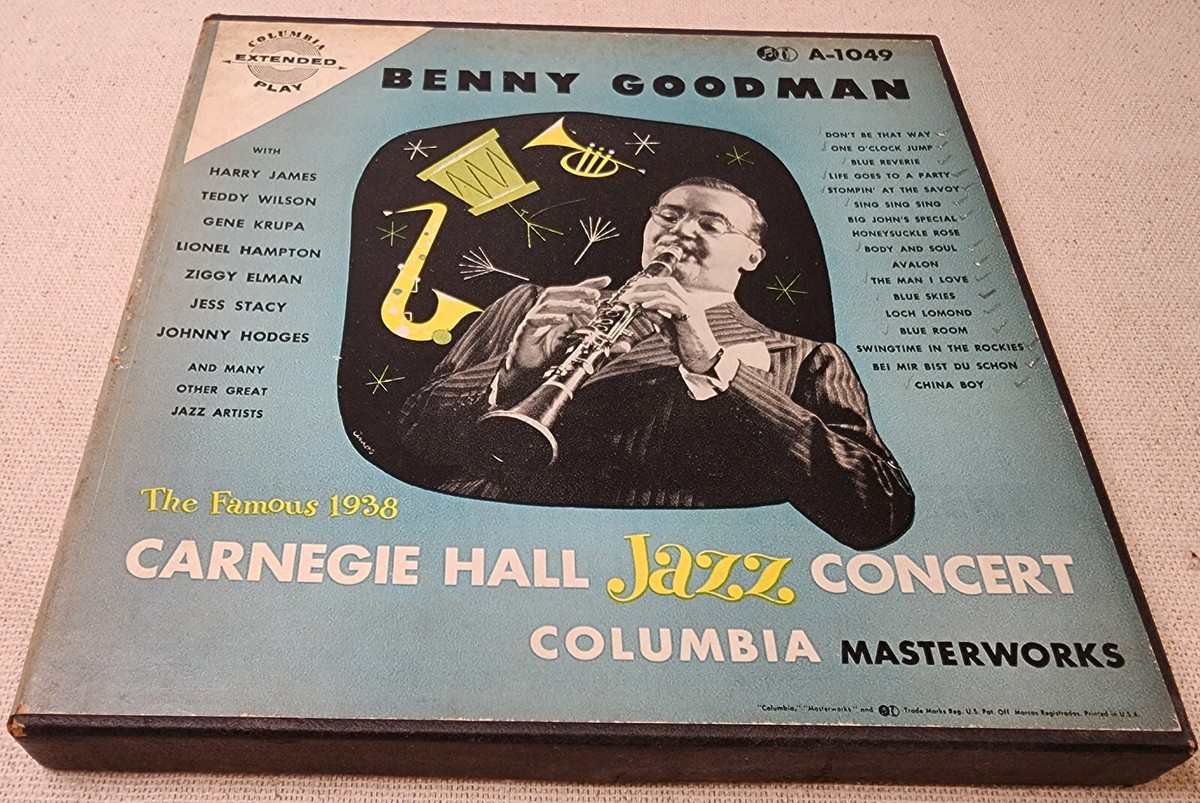 COLUMBIA
EXTENDED
PLAY
A-1049
BENNY GOODMAN
WITH
HARRY JAMES
TEDDY WILSON
GENE KRUPA
LIONEL HAMPTON
ZIGGY ELMAN
JESS STACY
JOHNNY HODGES
AND MANY
OTHER GREAT
JAZZ ARTISTS
DON'T BE THAT WAY
ONE O'CLOCK JUMP
BLUE REVERIE
LIFE GOES TO A PARTY
STOMPIN' AT THE SAVOY
SING SING SING
BIG JOHN'S SPECIAL
HONEYSUCKLE ROSE
BODY AND SOUL
AVALON
THE MAN I LOVE
BLUE SKIES
LOCH LOMOND
BLUE ROOM
SWINGTIME IN THE ROCKIES
BEI MIR BIST DU SCHON
CHINA BOY
The Famous 1938
CARNEGIE HALL Jazz CONCERT
COLUMBIA MASTERWORKS
"Columbia," "Masterworks" and Trade Marks Reg. U.S. Pat. Off. Marcas Registradas. Printed in U.S.A.